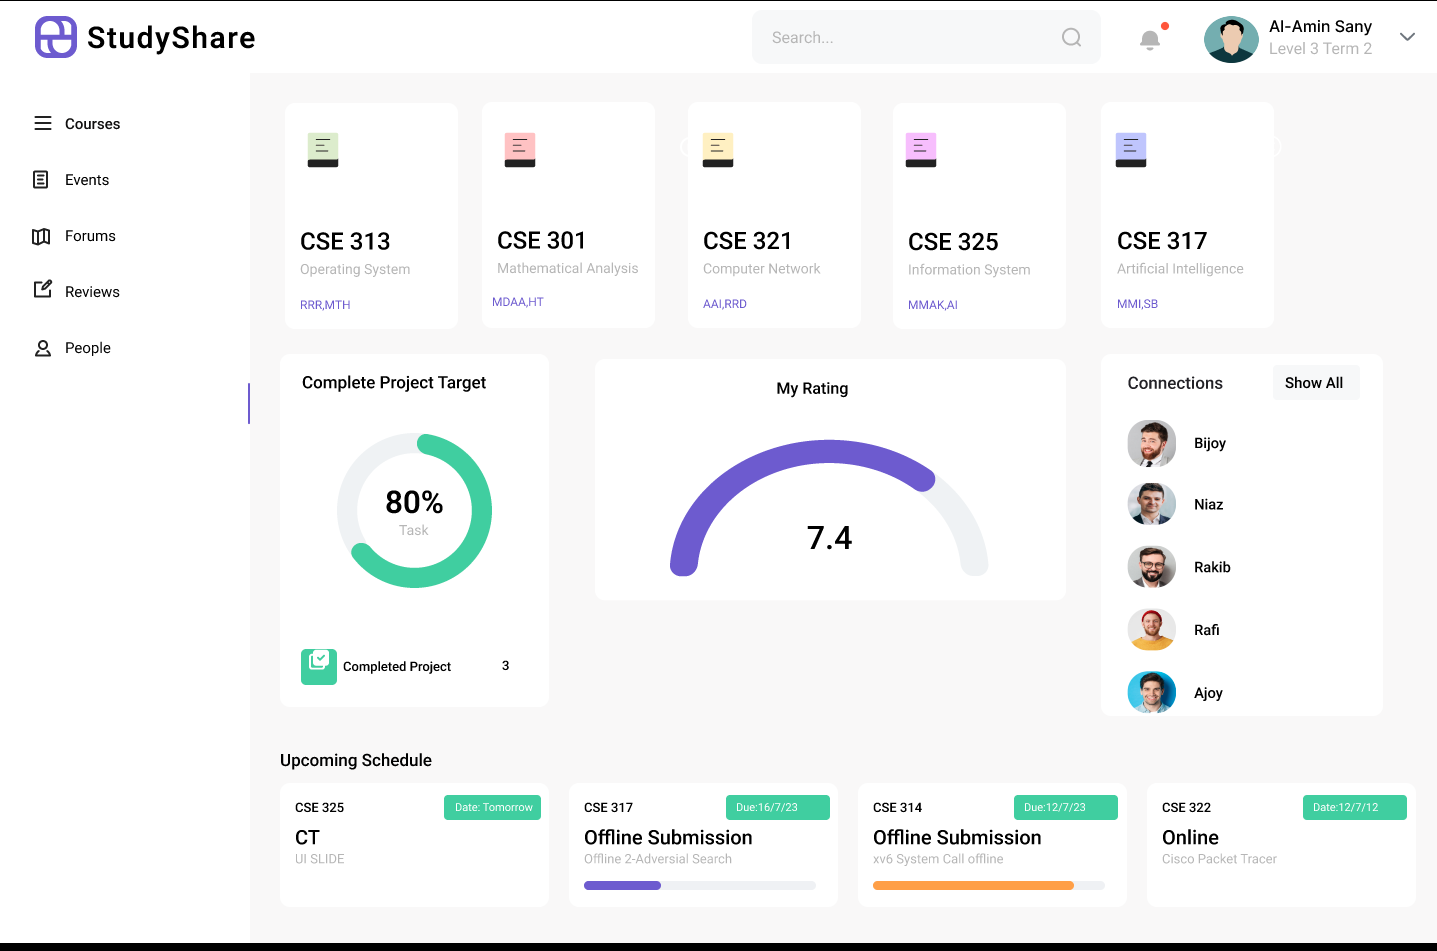 StudyShare
Search...
Al-Amin Sany
Level 3 Term 2
Courses
Events
Forums
Reviews
People
CSE 313
Operating System
RRR,MTH
CSE 301
Mathematical Analysis
MDAA,HT
CSE 321
Computer Network
AAI,RRD
CSE 325
Information System
MMAK,AI
CSE 317
Artificial Intelligence
MMI,SB
Complete Project Target
80%
Task
Completed Project 3
My Rating
7.4
Connections
Show All
Bijoy
Niaz
Rakib
Rafi
Ajoy
Upcoming Schedule
CSE 325
Date: Tomorrow
CT
UI SLIDE
CSE 317
Due:16/7/23
Offline Submission
Offline 2-Adversial Search
CSE 314
Due:12/7/23
Offline Submission
xv6 System Call offline
CSE 322
Date:12/7/12
Online
Cisco Packet Tracer